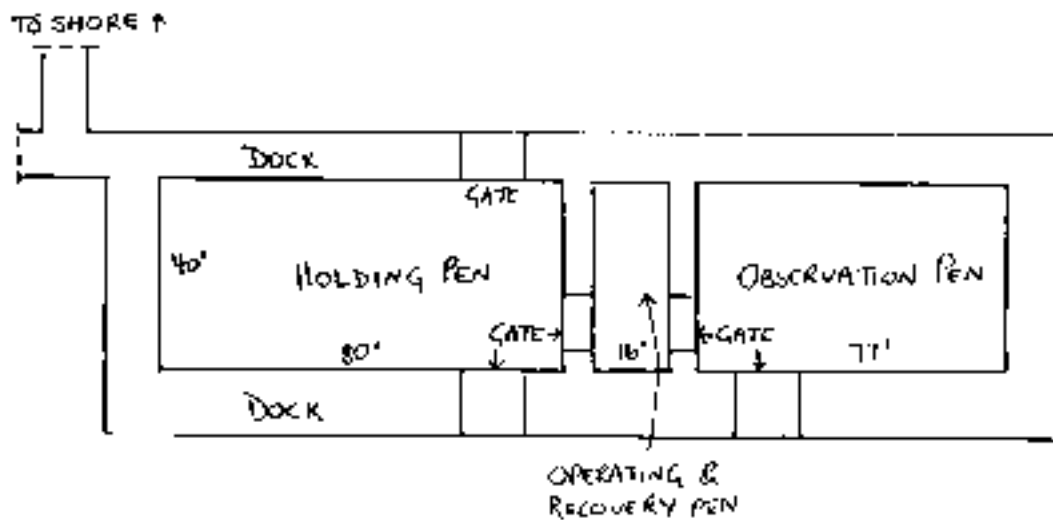 TO SHORE ↑
DOCK
GATE
40'
HOLDING PEN
OBSERVATION PEN
GATE→
←GATE
80'
16'
77'
DOCK
OPERATING &
RECOVERY PEN